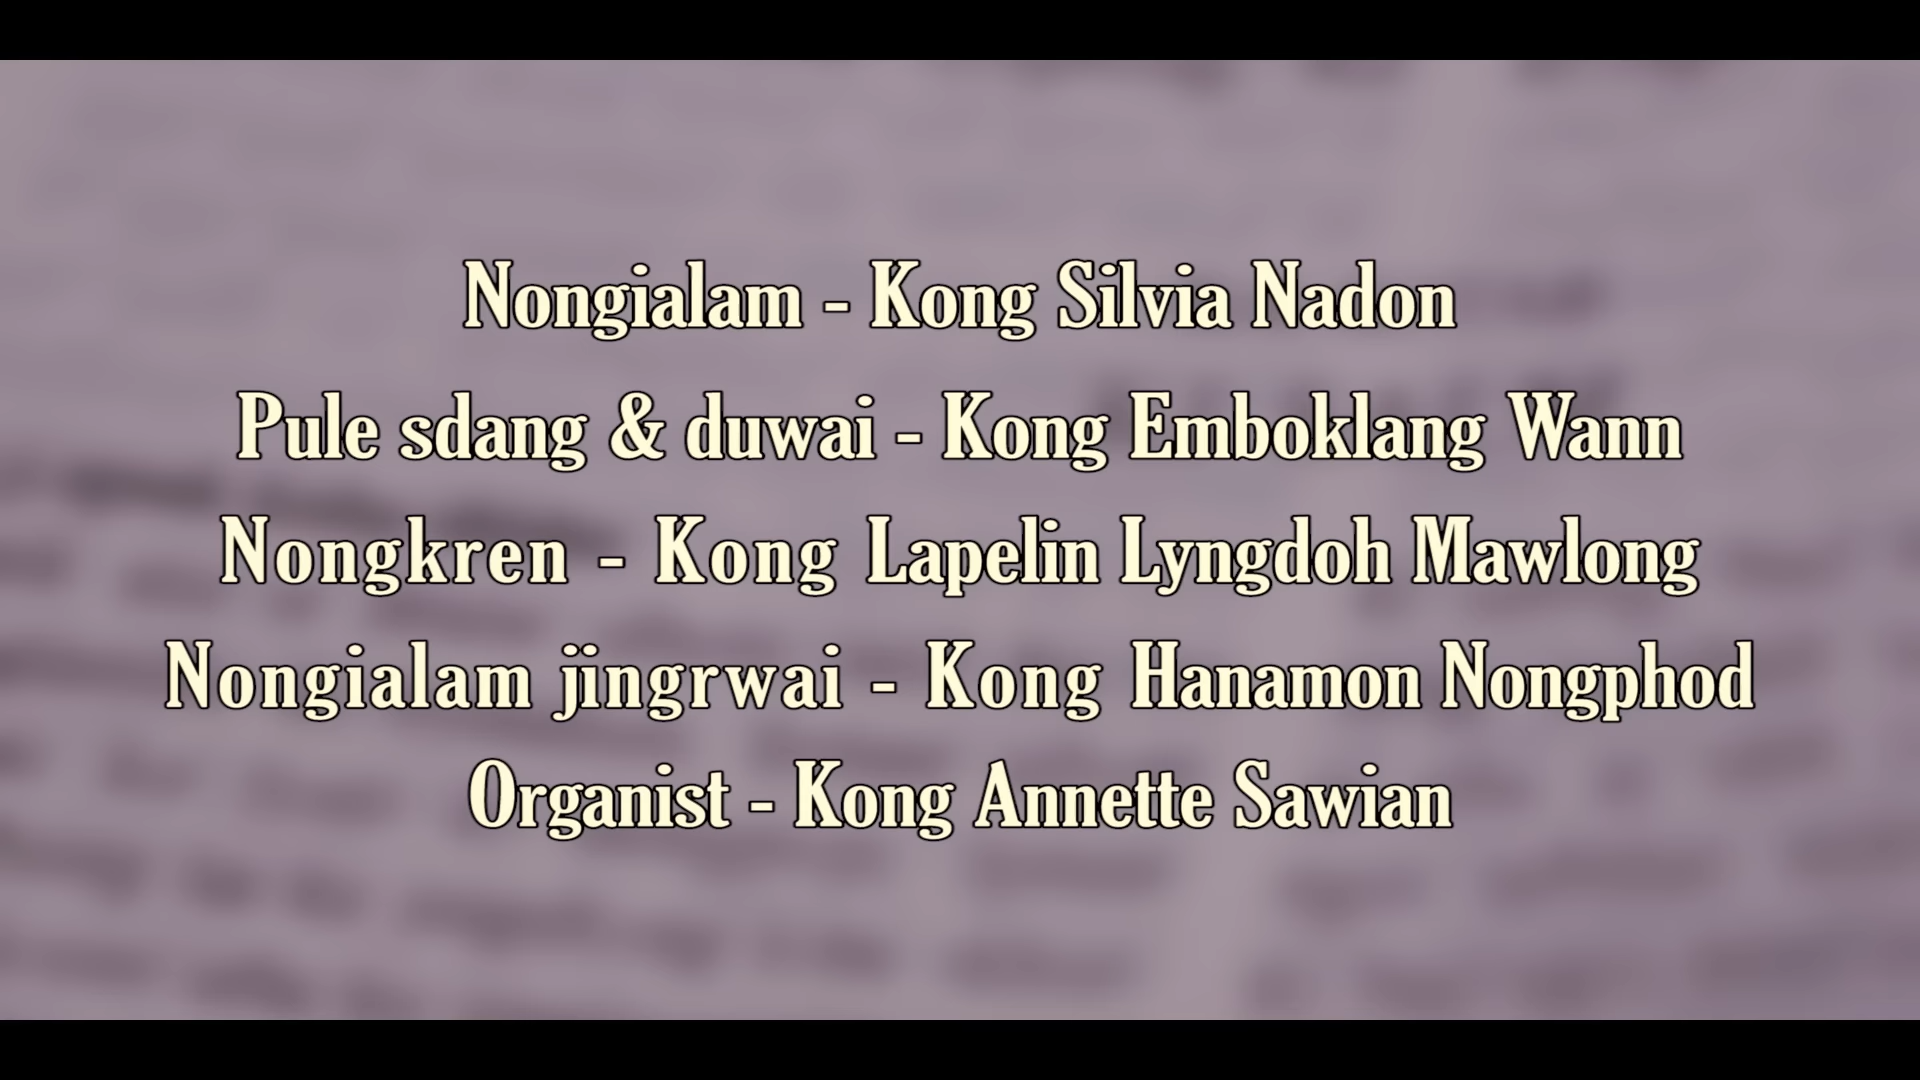 Nongialam - Kong Silvia Nadon
Pule sdang & duwai - Kong Emboklang Wann
Nongkren - Kong Lapelin Lyngdoh Mawlong
Nongialam jingrwai - Kong Hanamon Nongphod
Organist - Kong Annette Sawian